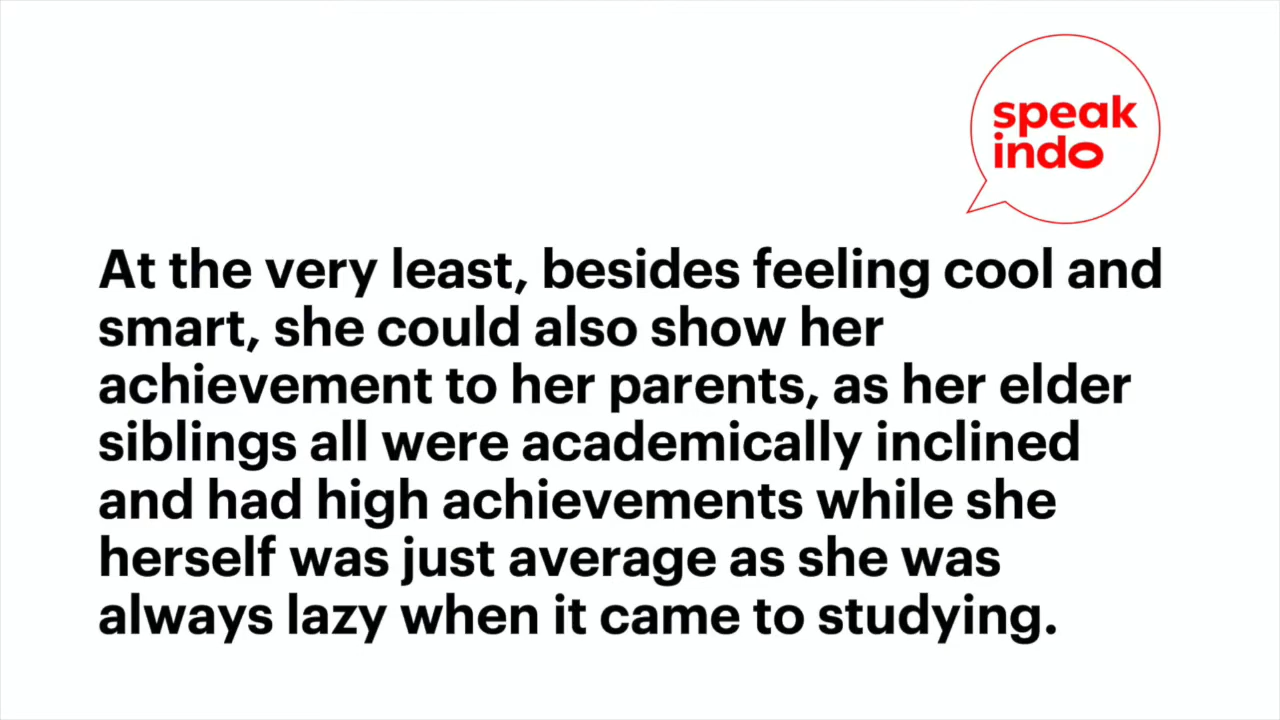 speak
indo
At the very least, besides feeling cool and
smart, she could also show her
achievement to her parents, as her elder
siblings all were academically inclined
and had high achievements while she
herself was just average as she was
always lazy when it came to studying.